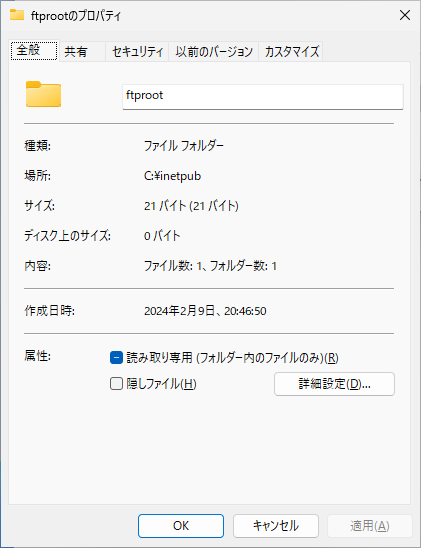 ftprootのプロパティ
全般 共有 セキュリティ 以前のバージョン カスタマイズ
ftproot
種類: ファイル フォルダー
場所: C:¥inetpub
サイズ: 21 バイト (21 バイト)
ディスク上のサイズ: 0 バイト
内容: ファイル数: 1、フォルダー数: 1
作成日時: 2024年2月9日、20:46:50
属性: 読み取り専用 (フォルダー内のファイルのみ)(R)
隠しファイル(H) 詳細設定(D)...
OK キャンセル 適用(A)